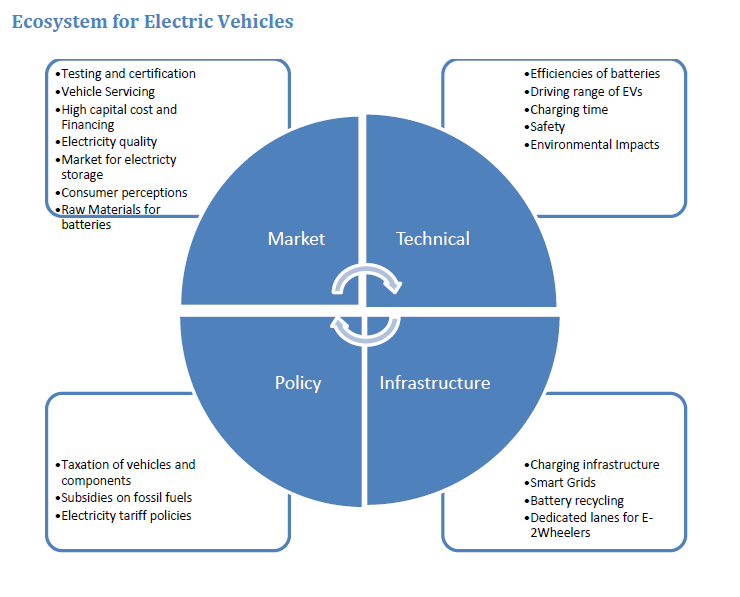 Ecosystem for Electric Vehicles
•Testing and certification
•Vehicle Servicing
•High capital cost and
Financing
•Electricity quality
•Market for electricty
storage
•Consumer perceptions
•Raw Materials for
batteries
•Efficiencies of batteries
•Driving range of EVs
•Charging time
•Safety
•Environmental Impacts
Market
Technical
Policy
Infrastructure
•Taxation of vehicles and
components
•Subsidies on fossil fuels
•Electricity tariff policies
•Charging infrastructure
•Smart Grids
•Battery recycling
•Dedicated lanes for E-
2Wheelers